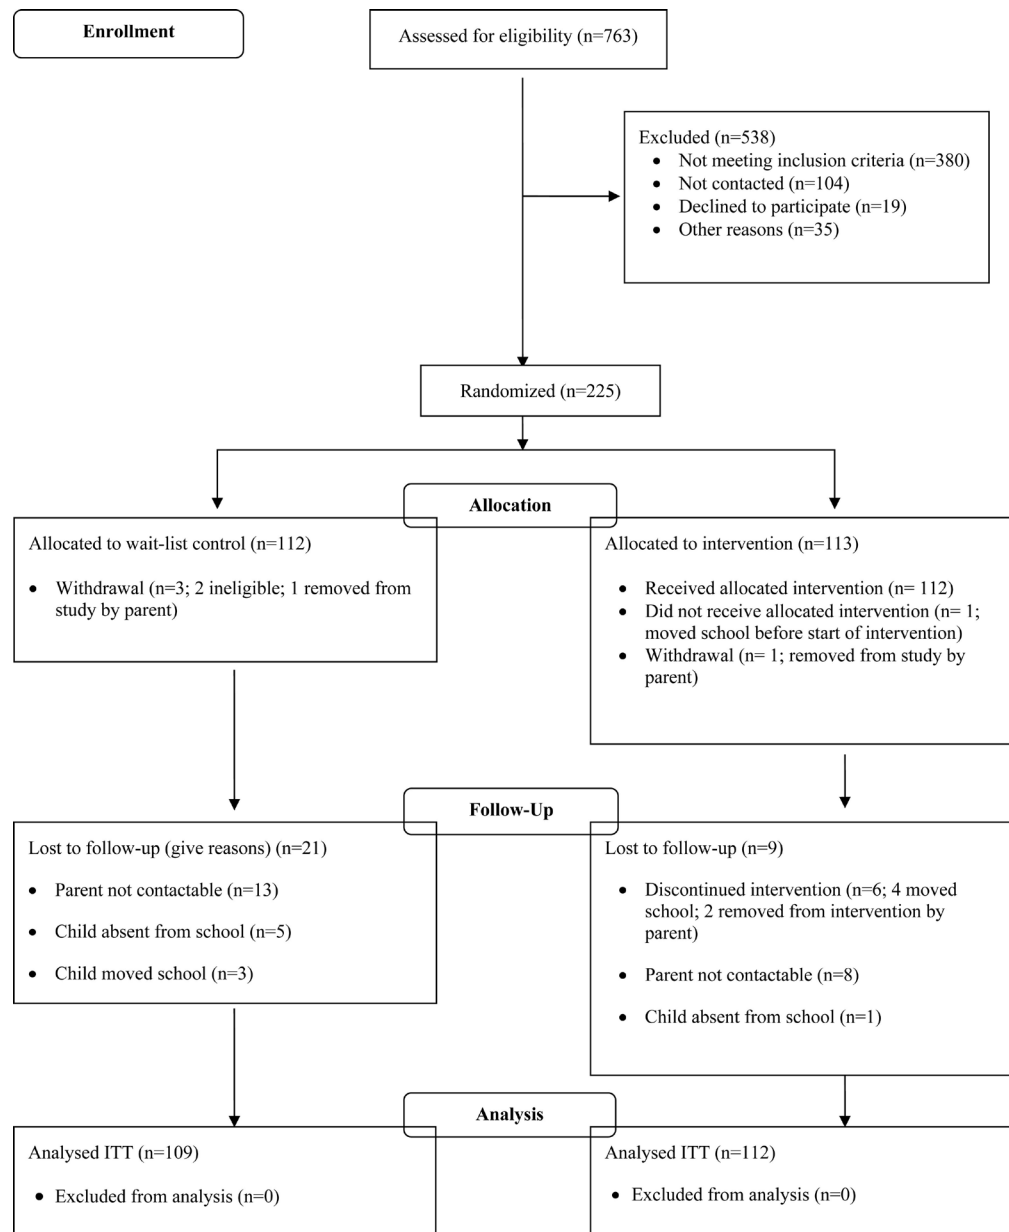 Enrollment
Assessed for eligibility (n=763)
Excluded (n=538)
• Not meeting inclusion criteria (n=380)
• Not contacted (n=104)
• Declined to participate (n=19)
• Other reasons (n=35)
Randomized (n=225)
Allocation
Allocated to wait-list control (n=112)
• Withdrawal (n=3; 2 ineligible; 1 removed from
study by parent)
Allocated to intervention (n=113)
• Received allocated intervention (n= 112)
• Did not receive allocated intervention (n= 1;
moved school before start of intervention)
• Withdrawal (n= 1; removed from study by
parent)
Follow-Up
Lost to follow-up (give reasons) (n=21)
• Parent not contactable (n=13)
• Child absent from school (n=5)
• Child moved school (n=3)
Lost to follow-up (n=9)
• Discontinued intervention (n=6; 4 moved
school; 2 removed from intervention by
parent)
• Parent not contactable (n=8)
• Child absent from school (n=1)
Analysis
Analysed ITT (n=109)
• Excluded from analysis (n=0)
Analysed ITT (n=112)
• Excluded from analysis (n=0)